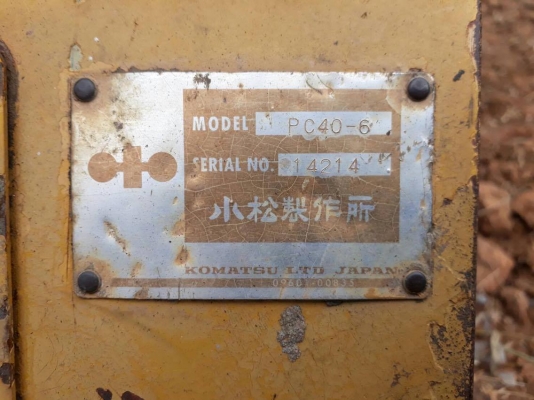 MODEL PC40-6
SERIAL NO. 14214
小松製作所
KOMATSU LTD JAPAN